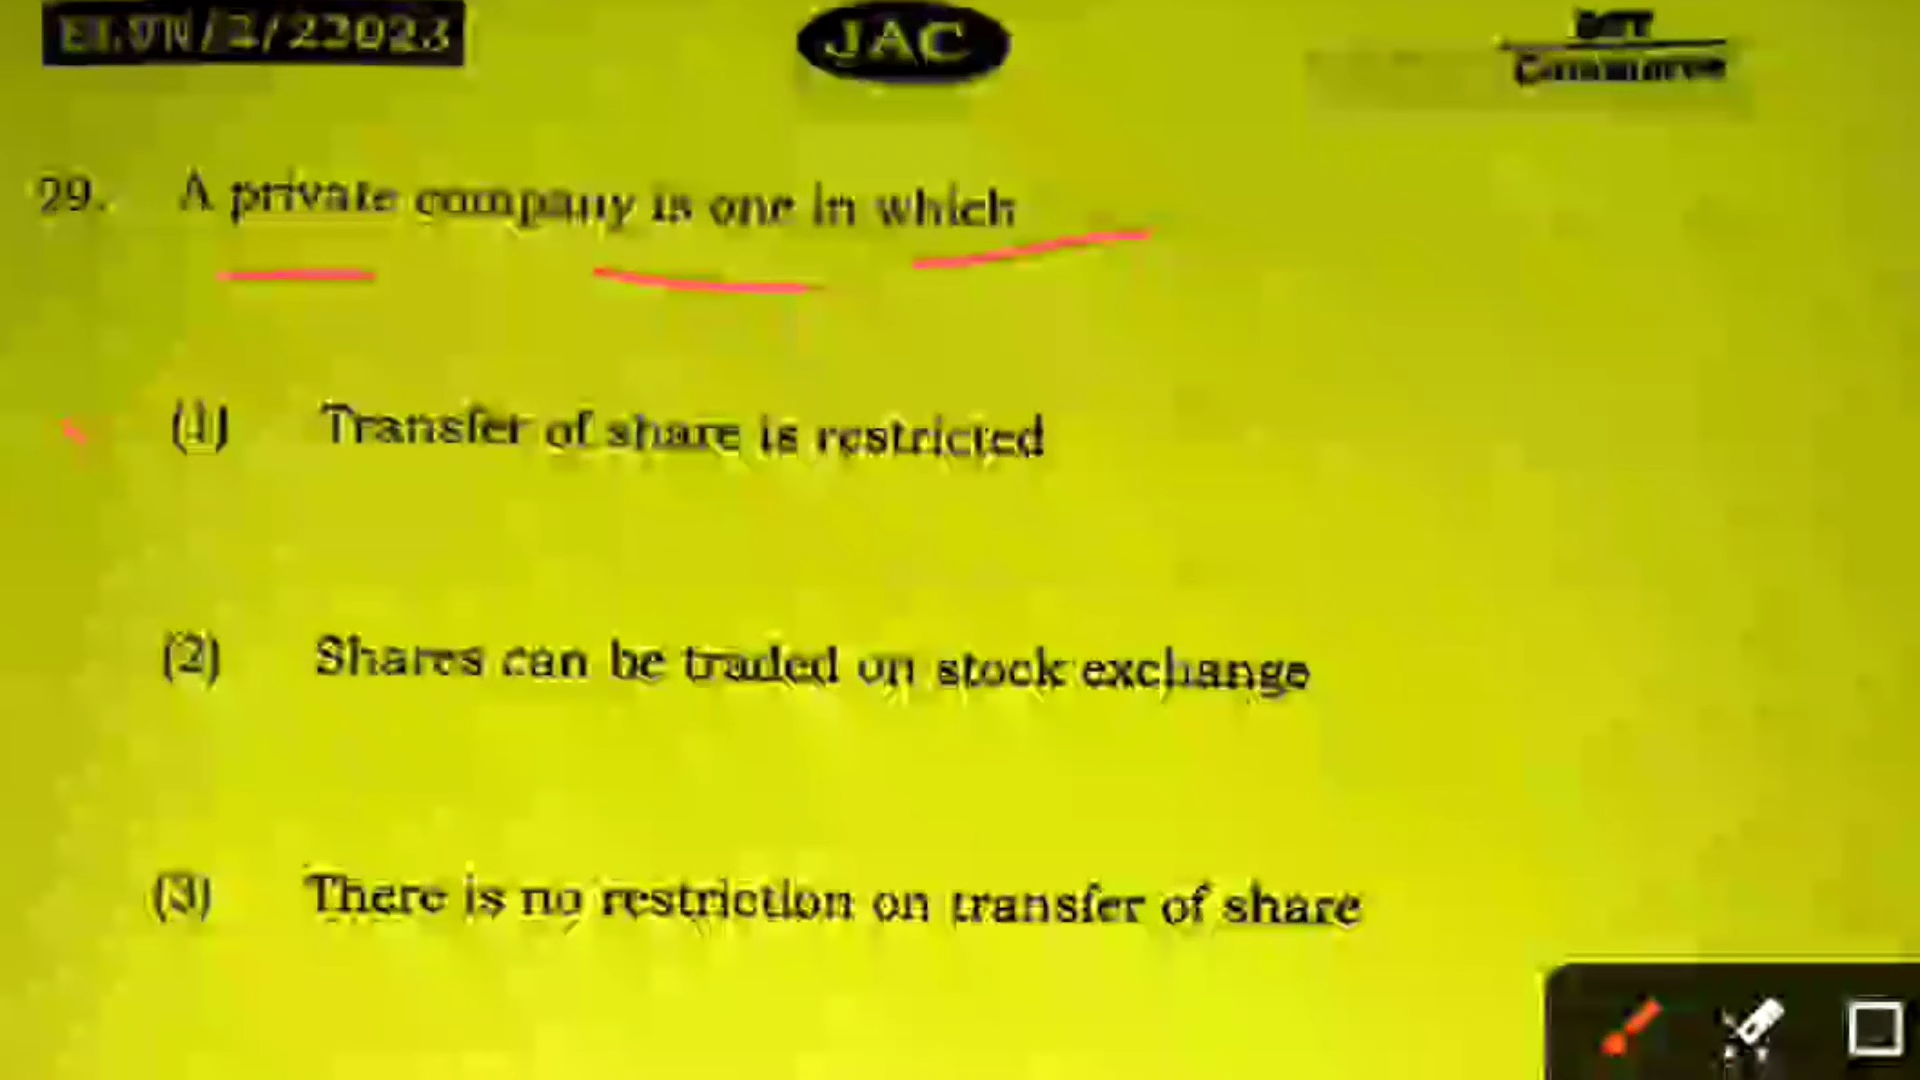 JAC
Commerce
29. A private company is one in which
(1) Transfer of share is restricted
(2) Shares can be traded on stock exchange
(3) There is no restriction on transfer of share